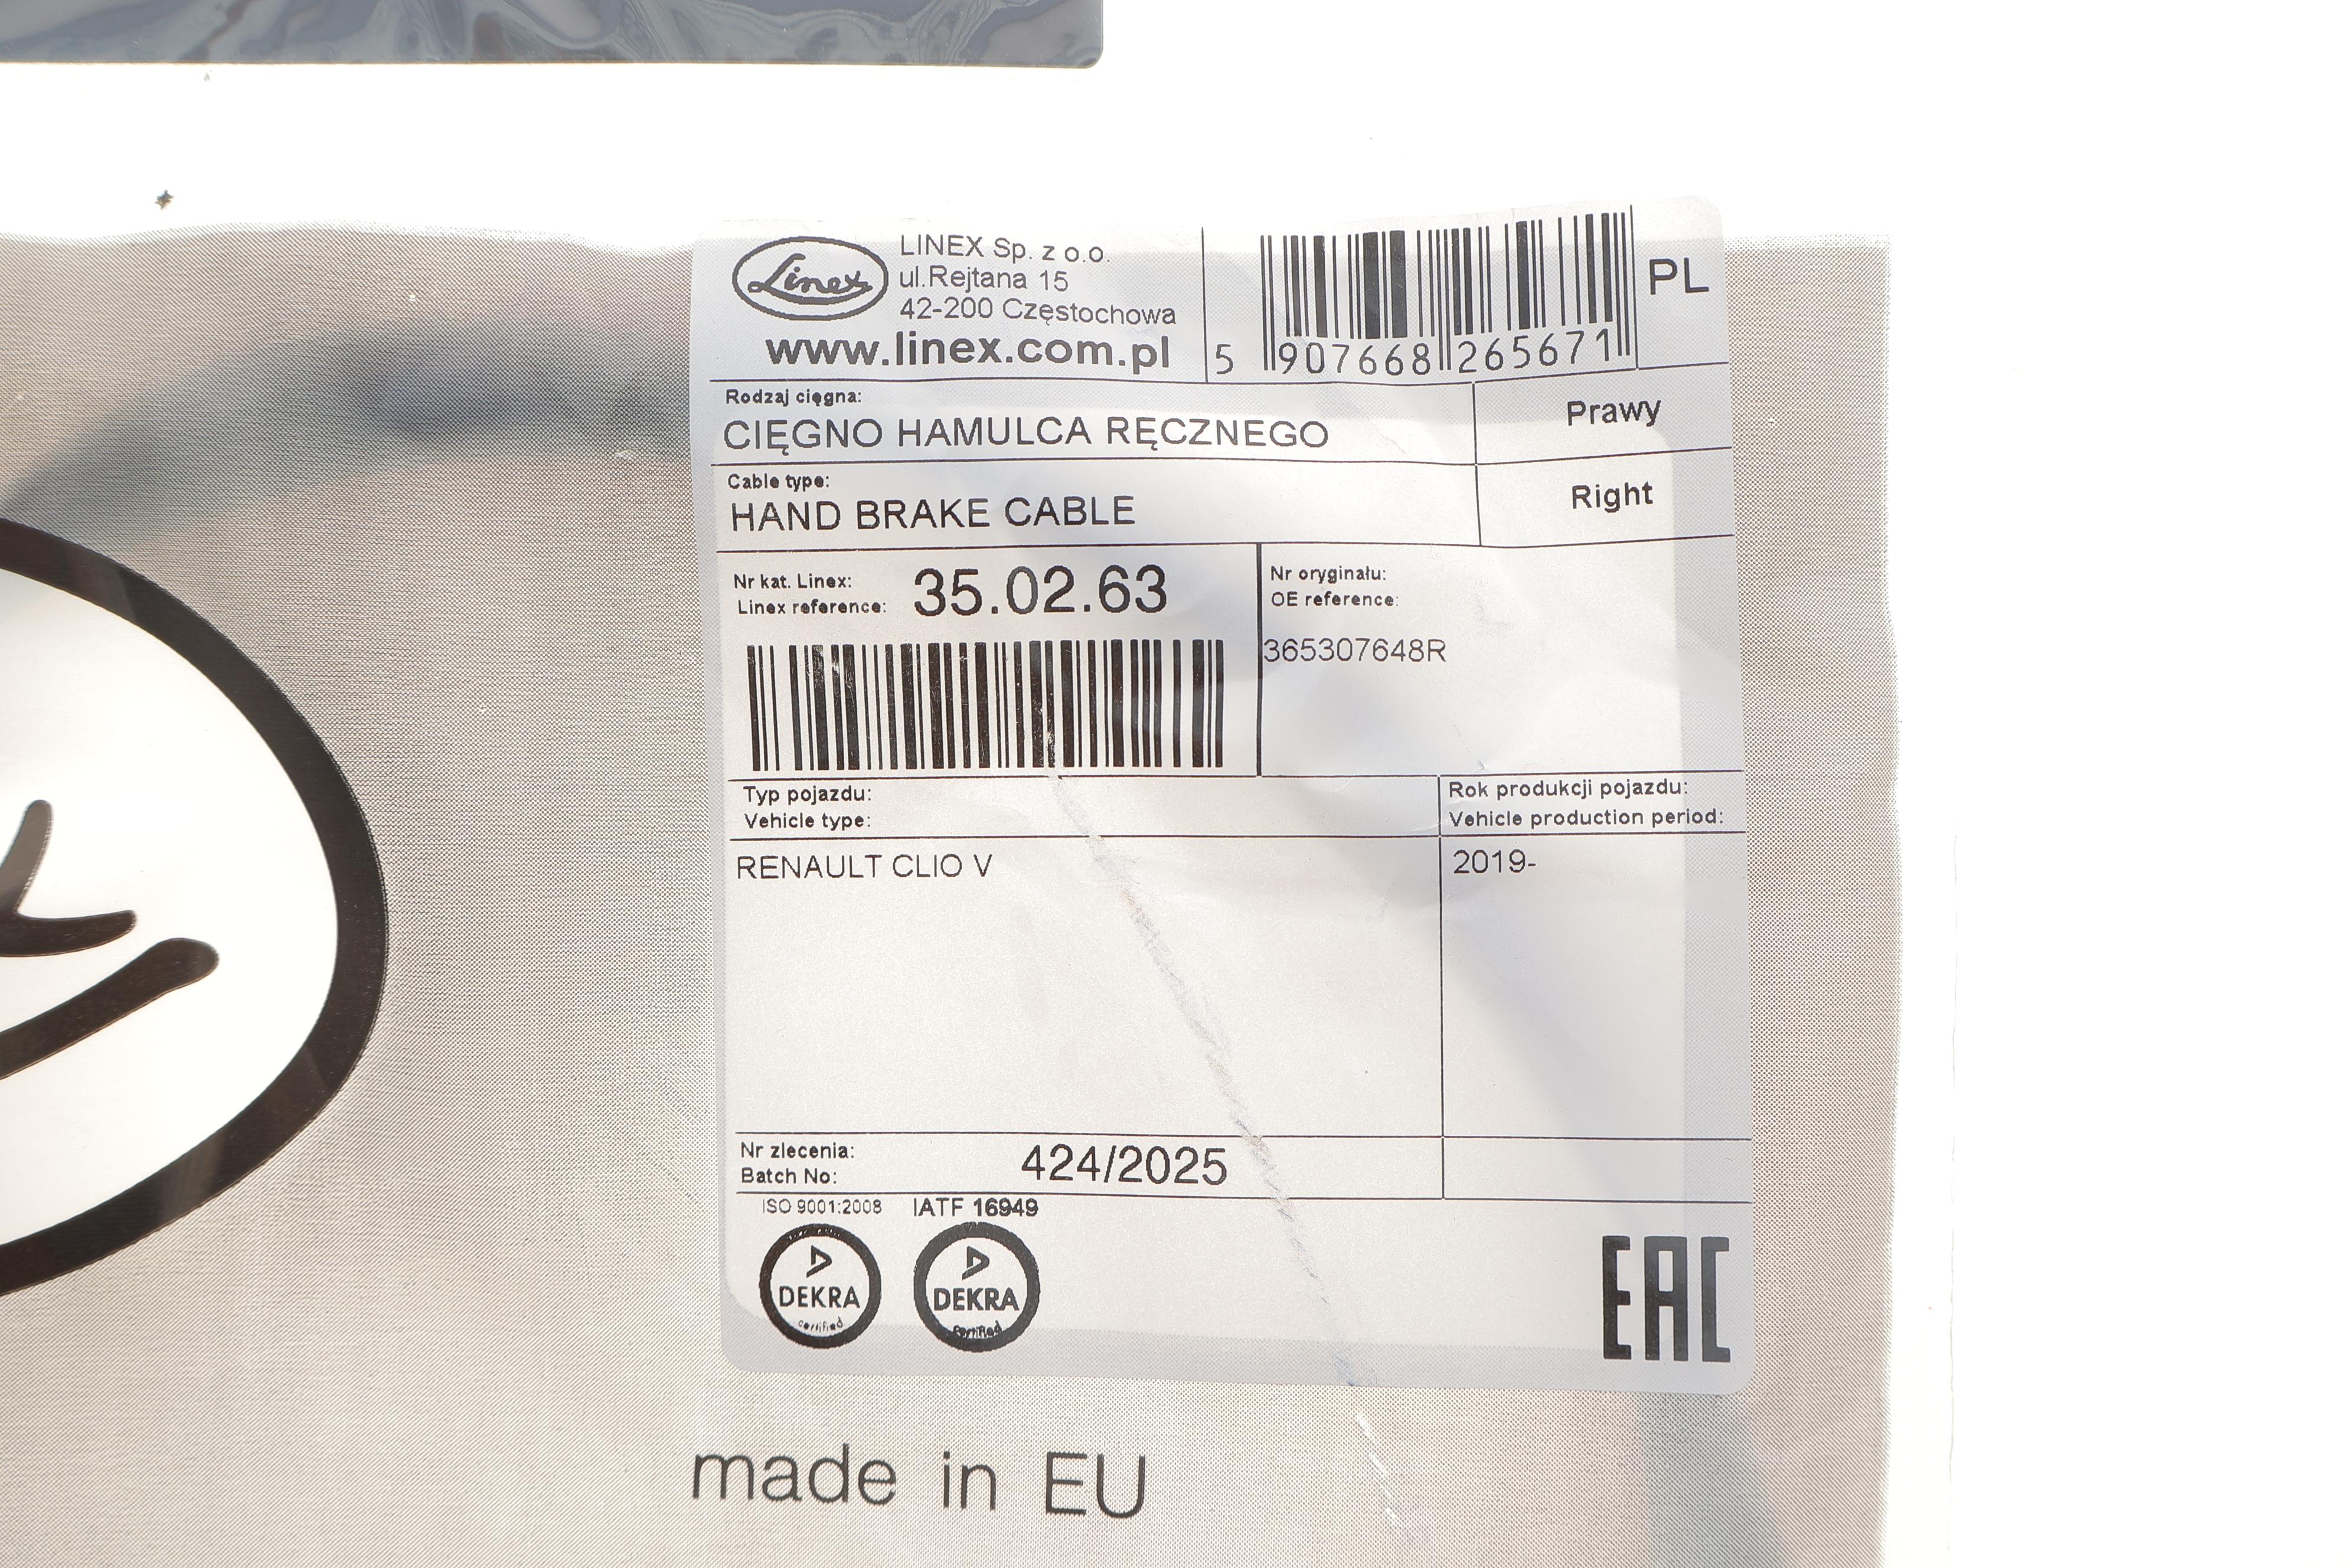 Linex
LINEX Sp. z o.o.
ul.Rejtana 15
42-200 Częstochowa
www.linex.com.pl
5 907668 265671
PL
Rodzaj cięgna:
CIĘGNO HAMULCA RĘCZNEGO
Prawy
Cable type:
HAND BRAKE CABLE
Right
Nr kat. Linex:
Linex reference:
35.02.63
Nr oryginału:
OE reference:
365307648R
Typ pojazdu:
Vehicle type:
Rok produkcji pojazdu:
Vehicle production period:
RENAULT CLIO V
2019-
Nr zlecenia:
Batch No:
424/2025
ISO 9001:2008
IATF 16949
DEKRA
certified
DEKRA
certified
EAC
made in EU